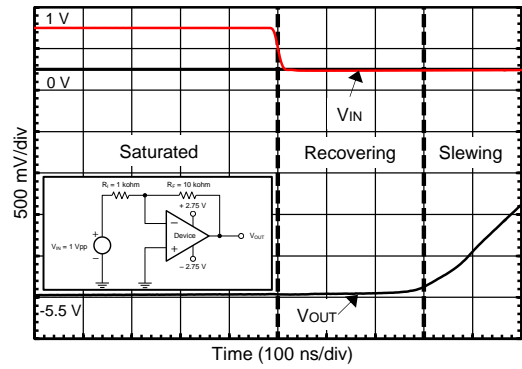 1 V
0 V
VIN
Saturated
Recovering
Slewing
500 mV/div
RI = 1 kohm
RF = 10 kohm
+ 2.75 V
−
Device
+
VOUT
+
VIN = 1 Vpp
−
− 2.75 V
-5.5 V
VOUT
Time (100 ns/div)